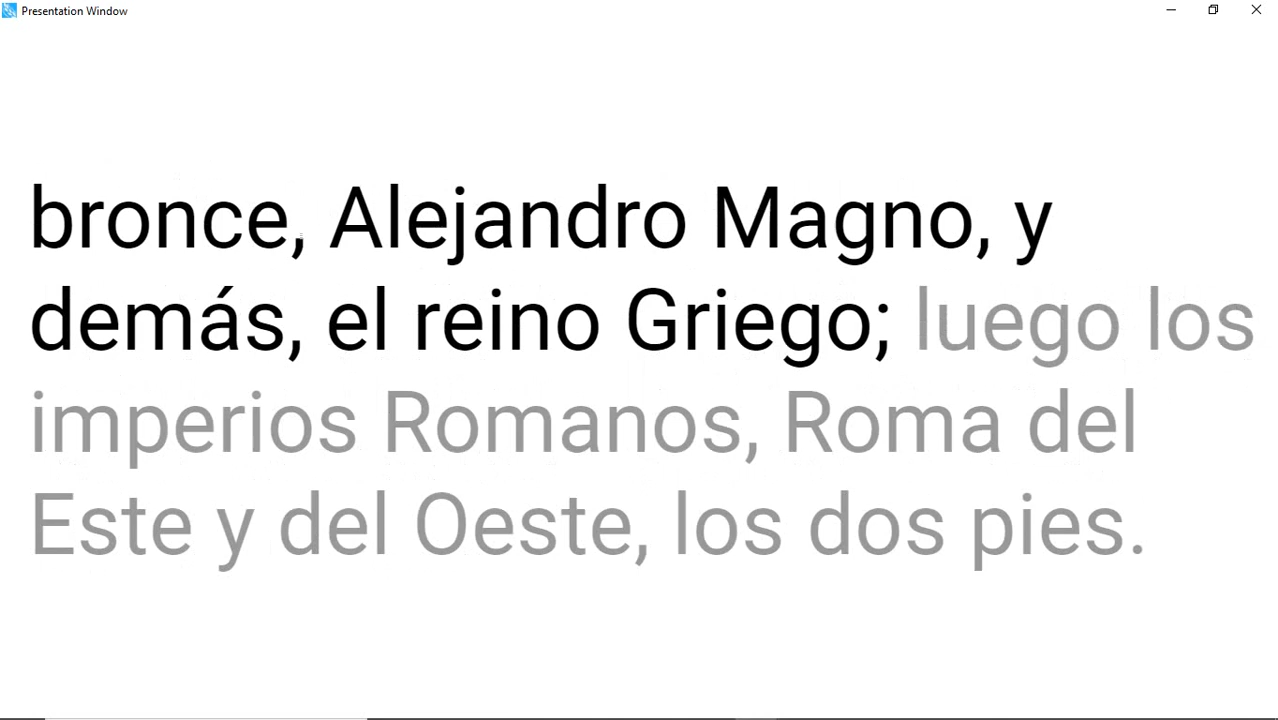 Presentation Window
bronce, Alejandro Magno, y
demás, el reino Griego; luego los
imperios Romanos, Roma del
Este y del Oeste, los dos pies.